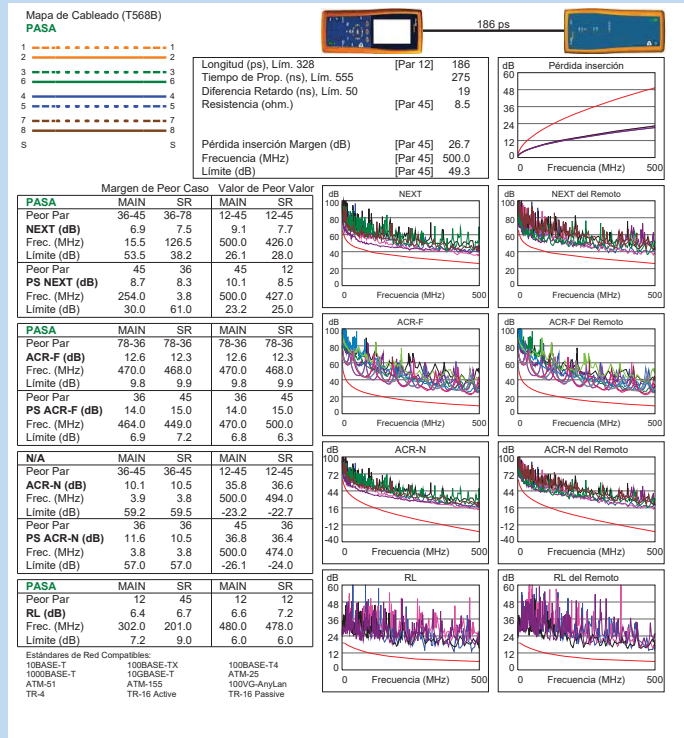 Mapa de Cableado (T568B)
PASA
1 1
2 2
3 3
6 6
4 4
5 5
7 7
8 8
S S
186 ps
Longitud (ps), Lím. 328 [Par 12] 186
Tiempo de Prop. (ns), Lím. 555 275
Diferencia Retardo (ns), Lím. 50 19
Resistencia (ohm.) [Par 45] 8.5
Pérdida inserción Margen (dB) [Par 45] 26.7
Frecuencia (MHz) [Par 45] 500.0
Límite (dB) [Par 45] 49.3
dB Pérdida inserción
60
48
36
24
12
0
0 Frecuencia (MHz) 500
Margen de Peor Caso Valor de Peor Valor
PASA MAIN SR MAIN SR
Peor Par 36-45 36-78 12-45 12-45
NEXT (dB) 6.9 7.5 9.1 7.7
Frec. (MHz) 15.5 126.5 500.0 426.0
Límite (dB) 53.5 38.2 26.1 28.0
Peor Par 45 36 45 12
PS NEXT (dB) 8.7 8.3 10.1 8.5
Frec. (MHz) 254.0 3.8 500.0 427.0
Límite (dB) 30.0 61.0 23.2 25.0
dB NEXT
100
80
60
40
20
0
0 Frecuencia (MHz) 500
dB NEXT del Remoto
100
80
60
40
20
0
0 Frecuencia (MHz) 500
PASA MAIN SR MAIN SR
Peor Par 78-36 78-36 78-36 78-36
ACR-F (dB) 12.6 12.3 12.6 12.3
Frec. (MHz) 470.0 468.0 470.0 468.0
Límite (dB) 9.8 9.9 9.8 9.9
Peor Par 36 45 36 45
PS ACR-F (dB) 14.0 15.0 14.0 15.0
Frec. (MHz) 464.0 449.0 470.0 500.0
Límite (dB) 6.9 7.2 6.8 6.3
dB ACR-F
100
80
60
40
20
0
0 Frecuencia (MHz) 500
dB ACR-F Del Remoto
100
80
60
40
20
0
0 Frecuencia (MHz) 500
N/A MAIN SR MAIN SR
Peor Par 36-45 36-45 12-45 12-45
ACR-N (dB) 10.1 10.5 35.8 36.6
Frec. (MHz) 3.9 3.8 500.0 494.0
Límite (dB) 59.2 59.5 -23.2 -22.7
Peor Par 36 36 45 36
PS ACR-N (dB) 11.6 10.5 36.8 36.4
Frec. (MHz) 3.8 3.8 500.0 474.0
Límite (dB) 57.0 57.0 -26.1 -24.0
dB ACR-N
100
72
44
16
-12
-40
0 Frecuencia (MHz) 500
dB ACR-N del Remoto
100
72
44
16
-12
-40
0 Frecuencia (MHz) 500
PASA MAIN SR MAIN SR
Peor Par 12 45 12 12
RL (dB) 6.4 6.7 6.6 7.2
Frec. (MHz) 302.0 201.0 480.0 478.0
Límite (dB) 7.2 9.0 6.0 6.0
dB RL
60
48
36
24
12
0
0 Frecuencia (MHz) 500
dB RL del Remoto
60
48
36
24
12
0
0 Frecuencia (MHz) 500
Estándares de Red Compatibles:
10BASE-T 100BASE-TX 100BASE-T4
1000BASE-T 10GBASE-T ATM-25
ATM-51 ATM-155 100VG-AnyLan
TR-4 TR-16 Active TR-16 Passive